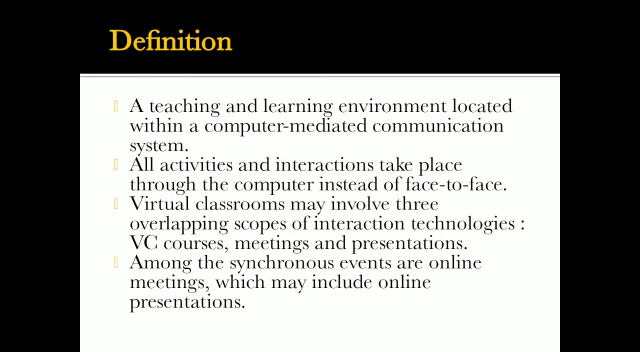 Definition
A teaching and learning environment located
within a computer-mediated communication
system.
All activities and interactions take place
through the computer instead of face-to-face.
Virtual classrooms may involve three
overlapping scopes of interaction technologies :
VC courses, meetings and presentations.
Among the synchronous events are online
meetings, which may include online
presentations.